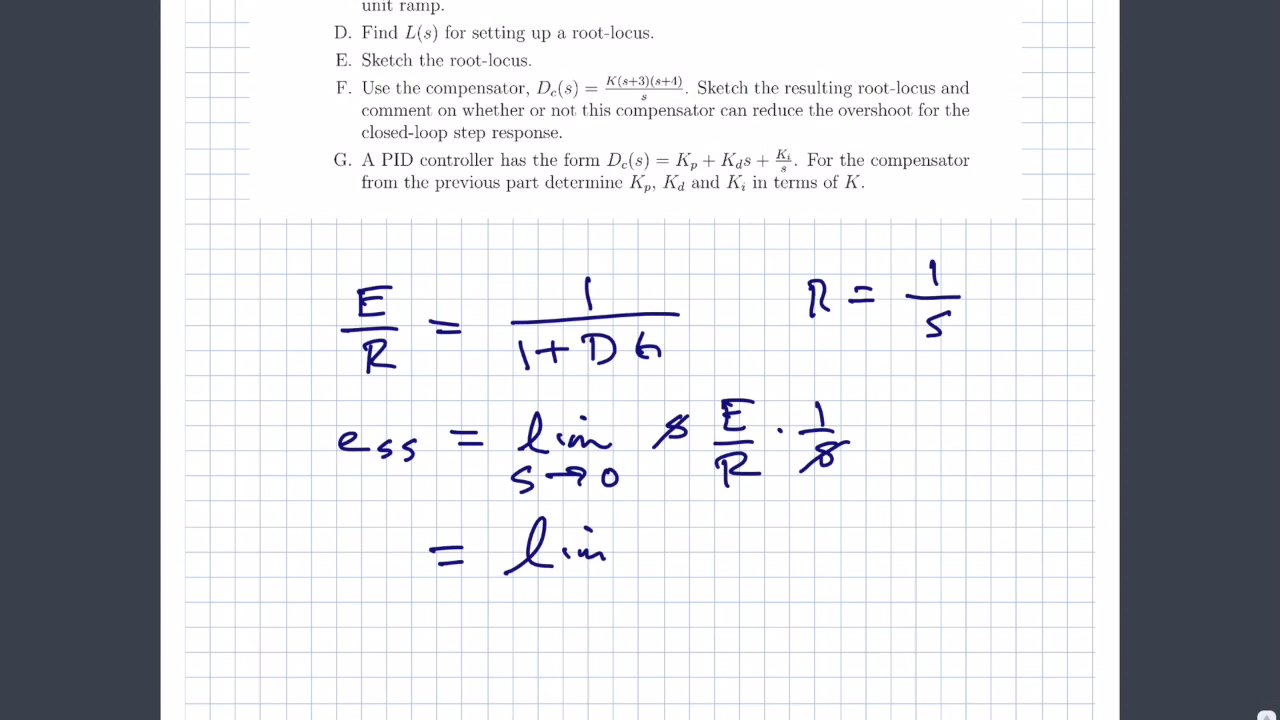 unit ramp.
D. Find L(s) for setting up a root-locus.
E. Sketch the root-locus.
F. Use the compensator, D_c(s) = K(s+3)(s+4)/s. Sketch the resulting root-locus and
comment on whether or not this compensator can reduce the overshoot for the
closed-loop step response.
G. A PID controller has the form D_c(s) = K_p + K_d s + K_i/s. For the compensator
from the previous part determine K_p, K_d and K_i in terms of K.
E/R = 1/(1 + D G) R = 1/s
e_ss = lim s→0 s E/R · 1/s
= lim